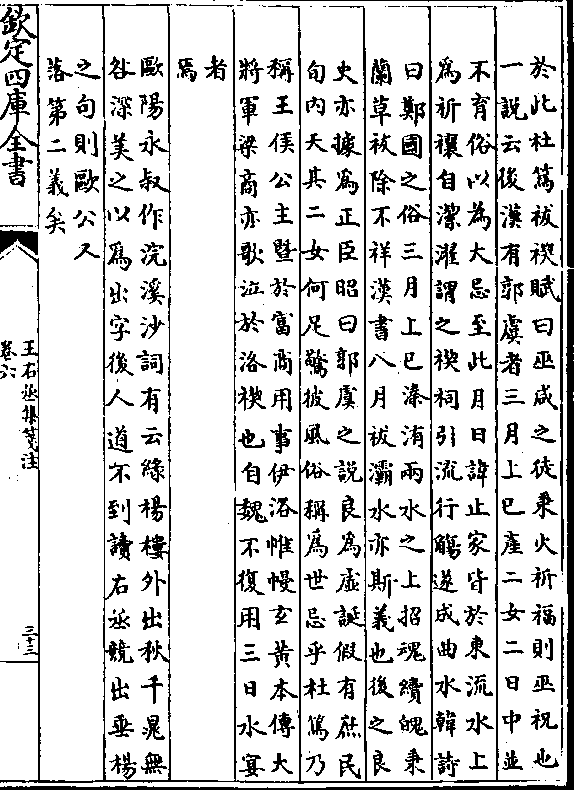 於此杜篤祓禊賦曰巫咸之徒秉火祈福則巫祝也
一說云後漢有郭虞者三月上巳產二女二日中並
不育俗以為大忌至此月日諱止家皆於東流水上
為祈禳自潔濯謂之禊祠引流行觴遂成曲水韓詩
曰鄭國之俗三月上巳溱洧兩水之上招魂續魄秉
蘭草祓除不祥漢書八月祓灞水亦斯義也後之良
史亦據為正臣昭曰郭虞之說良為虛誕假有庶民
旬內夭其二女何足驚彼風俗稱為世忌乎杜篤乃
稱王侯公主暨於富商用事伊洛帷幔玄黃本傳大
將軍梁商亦歌泣於洛禊也自魏不復用三日水宴
者
焉
歐陽永叔作浣溪沙詞有云綠楊樓外出秋千晁無
咎深美之以為出字後人道不到讀右丞競出垂楊
之句則歐公又
落第二義矣
欽定四庫全書
王右丞集箋注
卷六
三十三